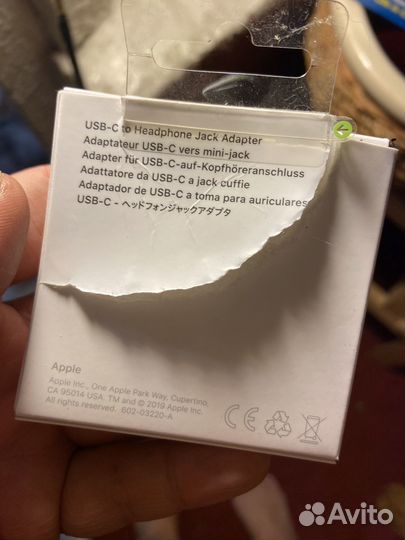 USB-C to Headphone Jack Adapter
Adaptateur USB-C vers mini-jack
Adapter für USB-C-auf-Kopfhöreranschluss
Adattatore da USB-C a jack cuffie
Adaptador de USB-C a toma para auriculares
USB-C - ヘッドフォンジャックアダプタ
Apple
Apple Inc., One Apple Park Way, Cupertino,
CA 95014 USA. TM and © 2019 Apple Inc.
All rights reserved. 602-03220-A
CE
Avito